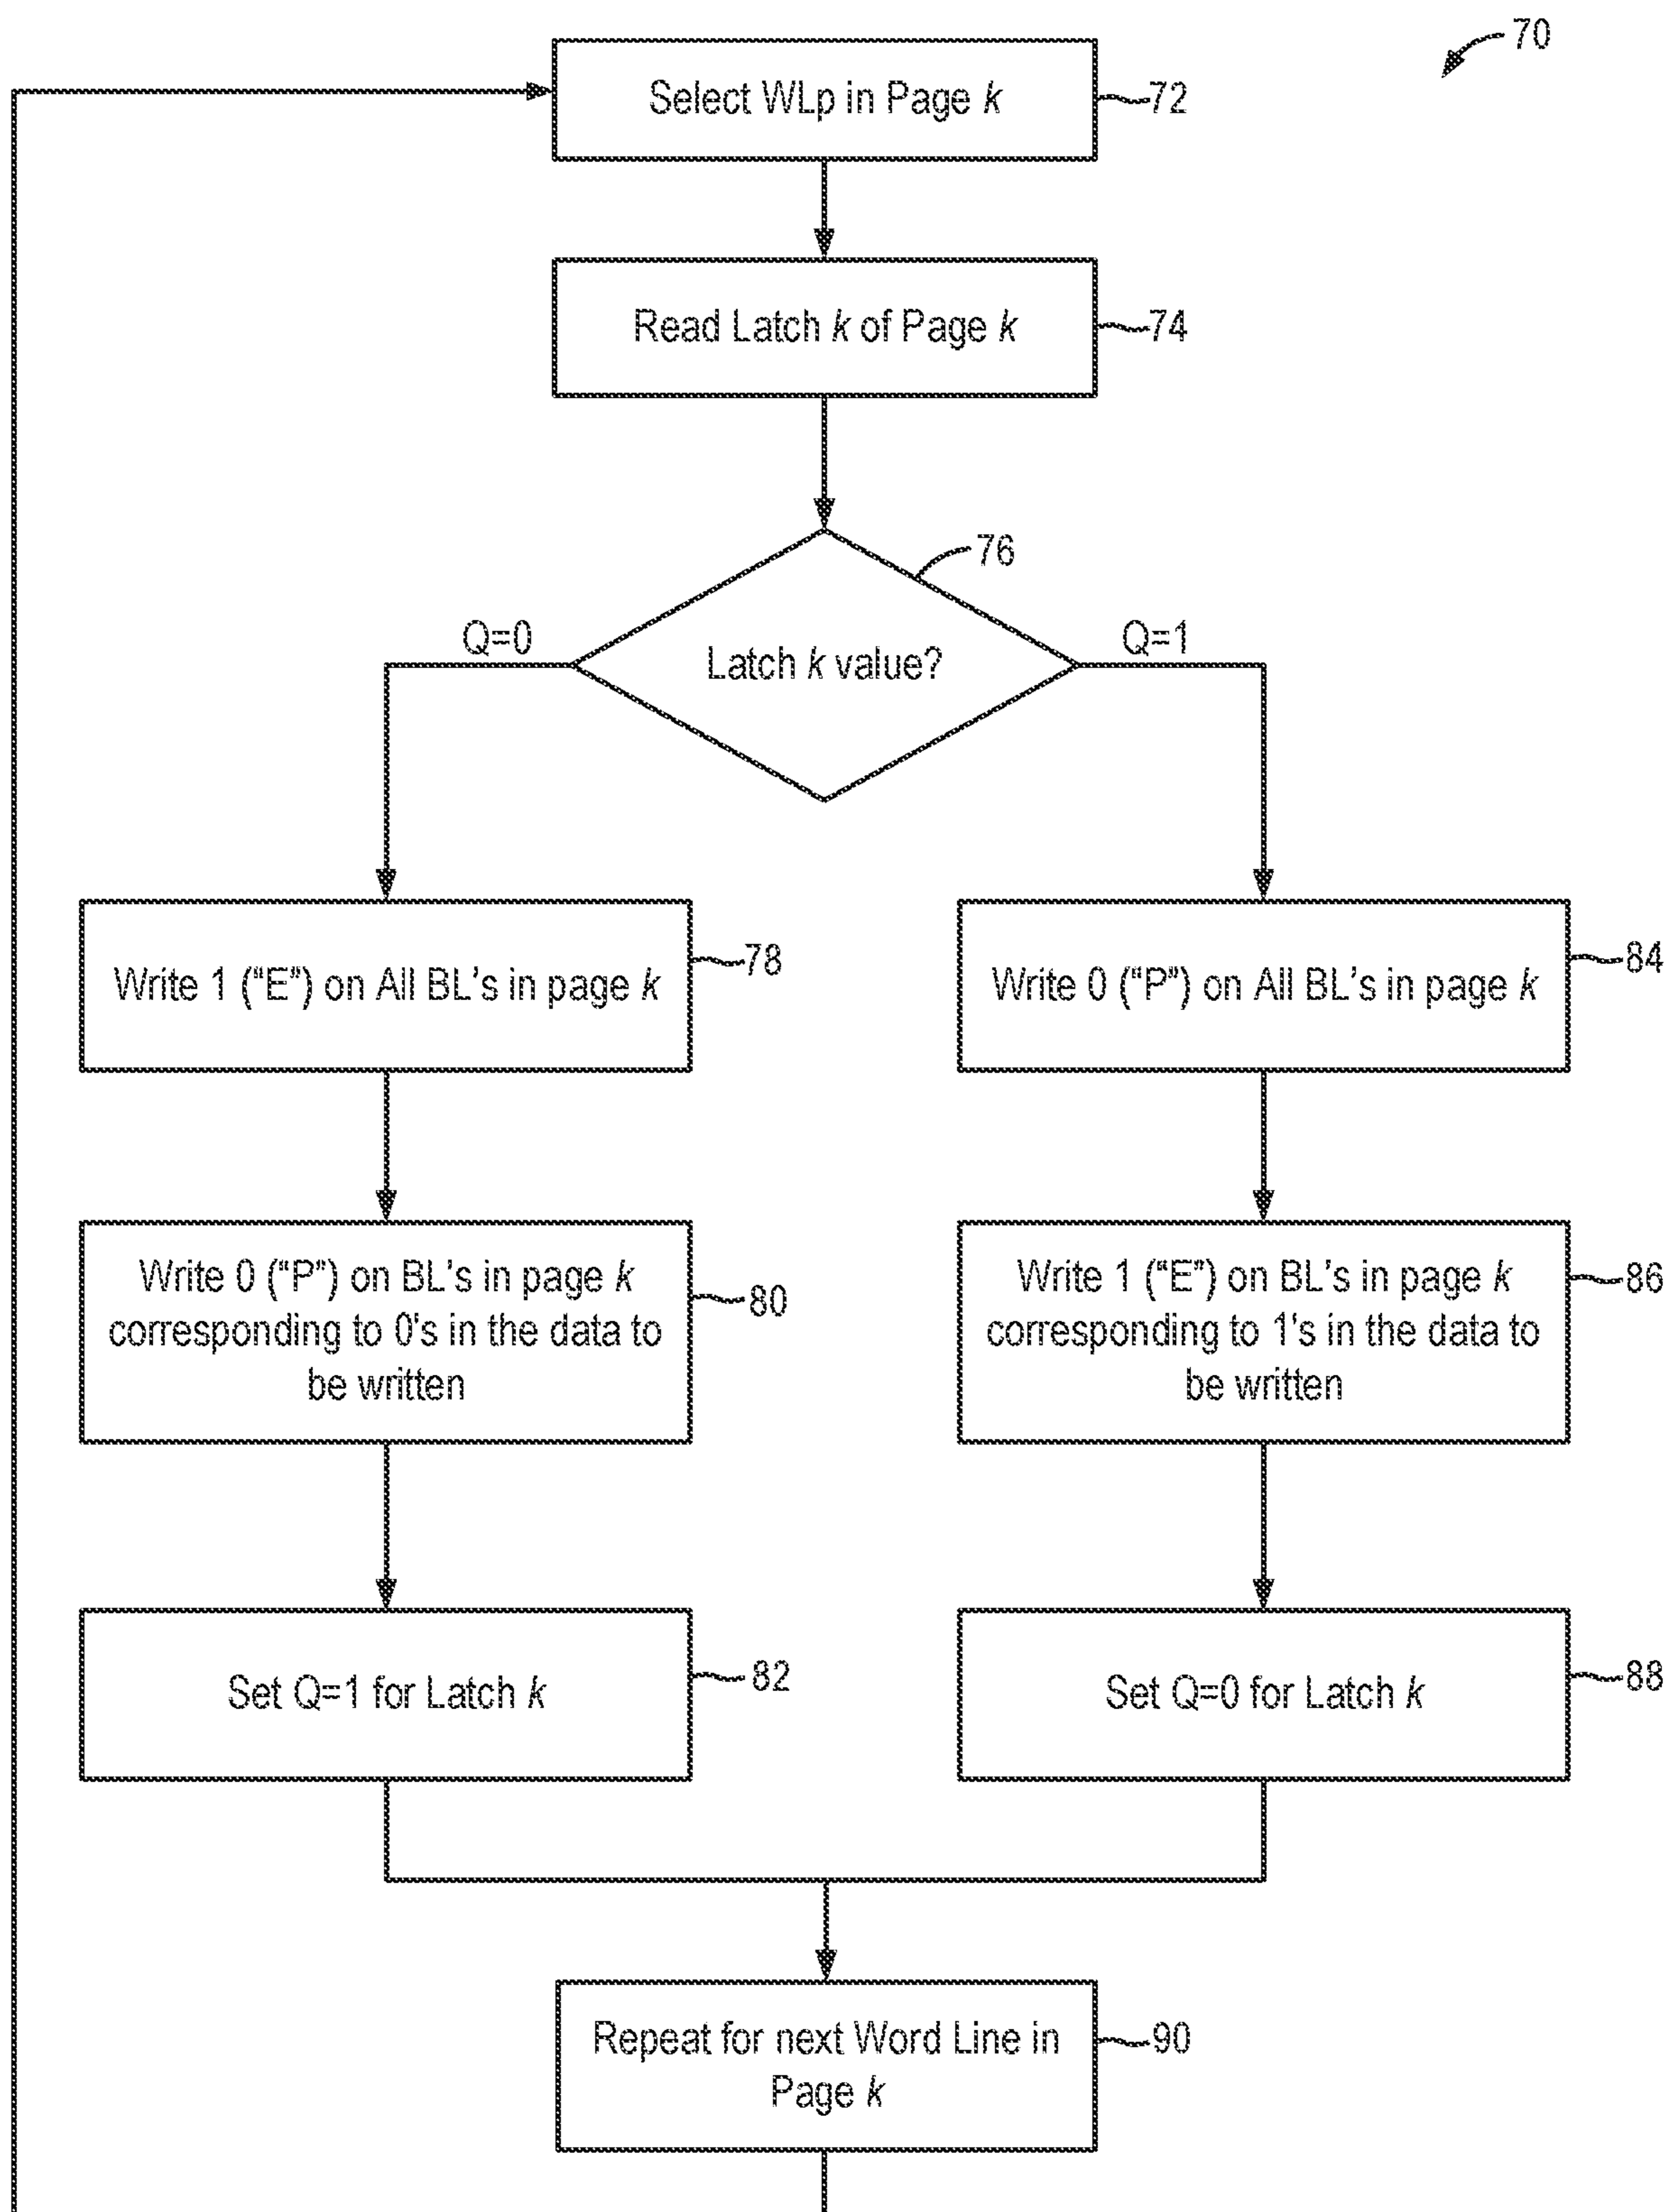 70
Select WLp in Page k
72
Read Latch k of Page k
74
76
Q=0
Latch k value?
Q=1
Write 1 (“E”) on All BL’s in page k
78
Write 0 (“P”) on All BL’s in page k
84
Write 0 (“P”) on BL’s in page k
corresponding to 0's in the data to
be written
80
Write 1 (“E”) on BL’s in page k
corresponding to 1's in the data to
be written
86
Set Q=1 for Latch k
82
Set Q=0 for Latch k
88
Repeat for next Word Line in
Page k
90